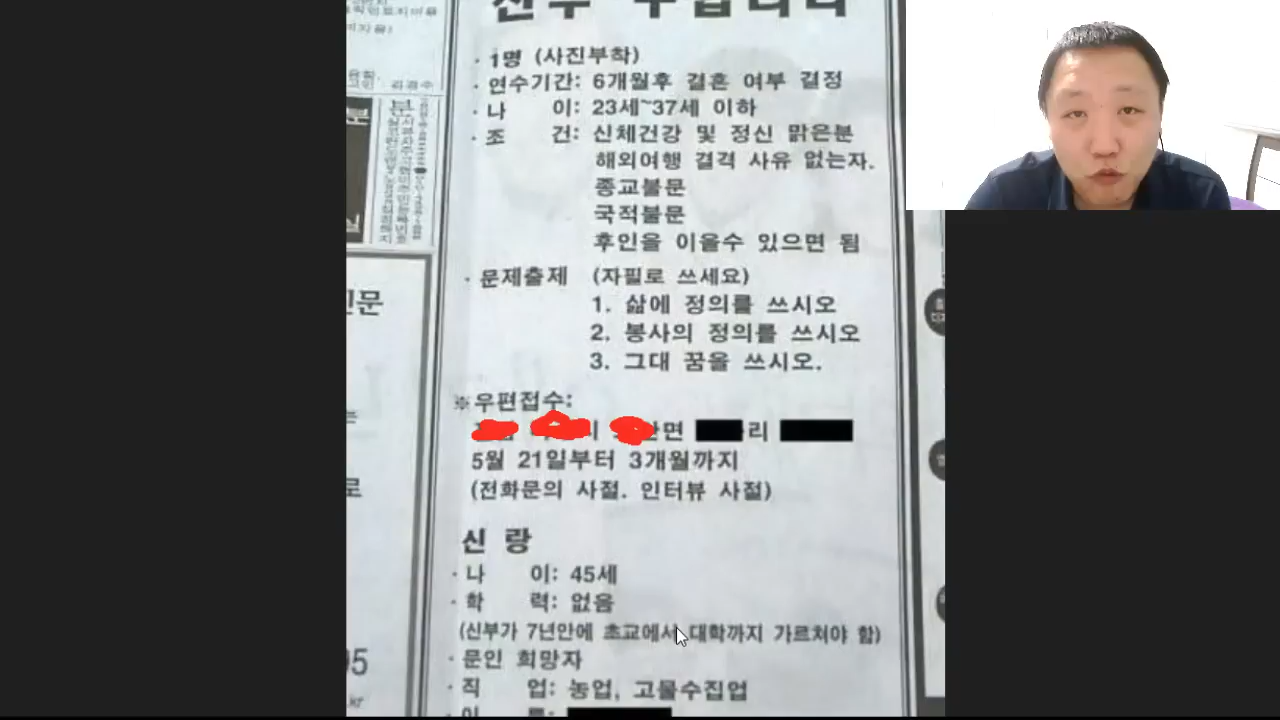 신부 구합니다
· 1명 (사진부착)
· 연수기간: 6개월후 결혼 여부 결정
· 나 이: 23세~37세 이하
· 조 건: 신체건강 및 정신 맑은분
해외여행 결격 사유 없는자.
종교불문
국적불문
후인을 이을수 있으면 됨
· 문제출제 (자필로 쓰세요)
1. 삶에 정의를 쓰시오
2. 봉사의 정의를 쓰시오
3. 그대 꿈을 쓰시오.
※우편접수:
면 리
5월 21일부터 3개월까지
(전화문의 사절. 인터뷰 사절)
신 랑
· 나 이: 45세
· 학 력: 없음
(신부가 7년안에 초교에서 대학까지 가르쳐야 함)
· 문인 희망자
· 직 업: 농업, 고물수집업